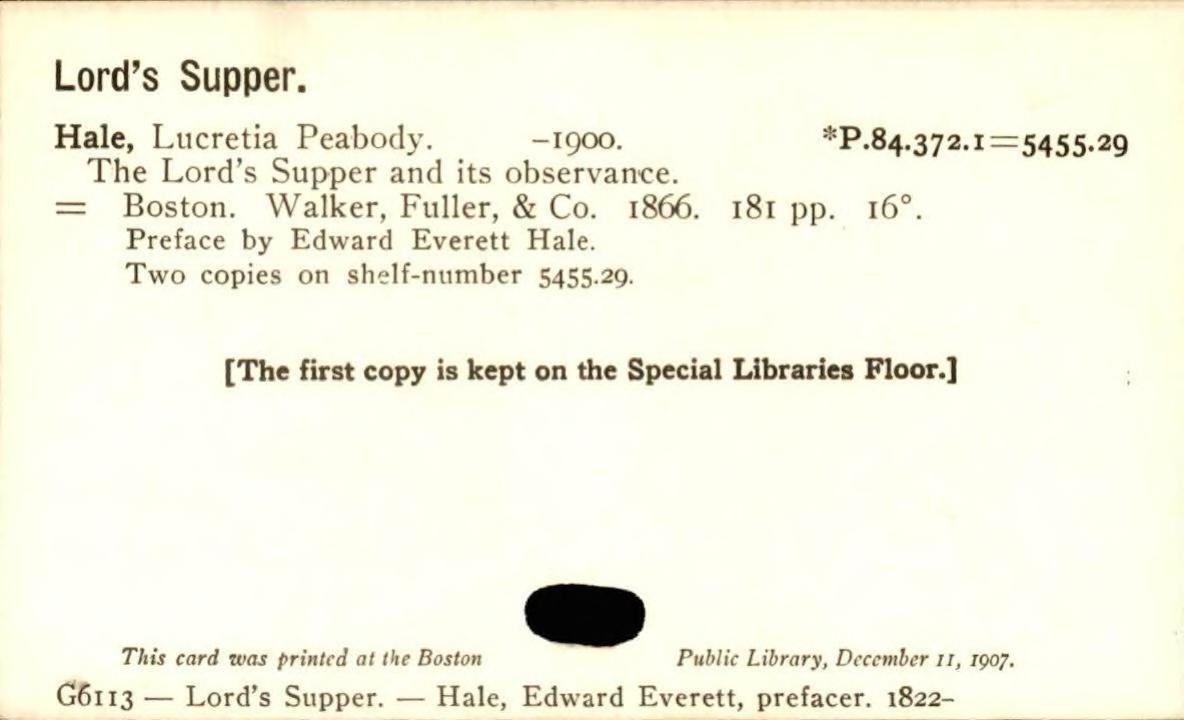 Lord's Supper.
Hale, Lucretia Peabody. -1900. *P.84.372.1=5455.29
The Lord's Supper and its observance.
= Boston. Walker, Fuller, & Co. 1866. 181 pp. 16°.
Preface by Edward Everett Hale.
Two copies on shelf-number 5455.29.
[The first copy is kept on the Special Libraries Floor.]
This card was printed at the Boston Public Library, December 11, 1907.
G6113 — Lord's Supper. — Hale, Edward Everett, prefacer. 1822-